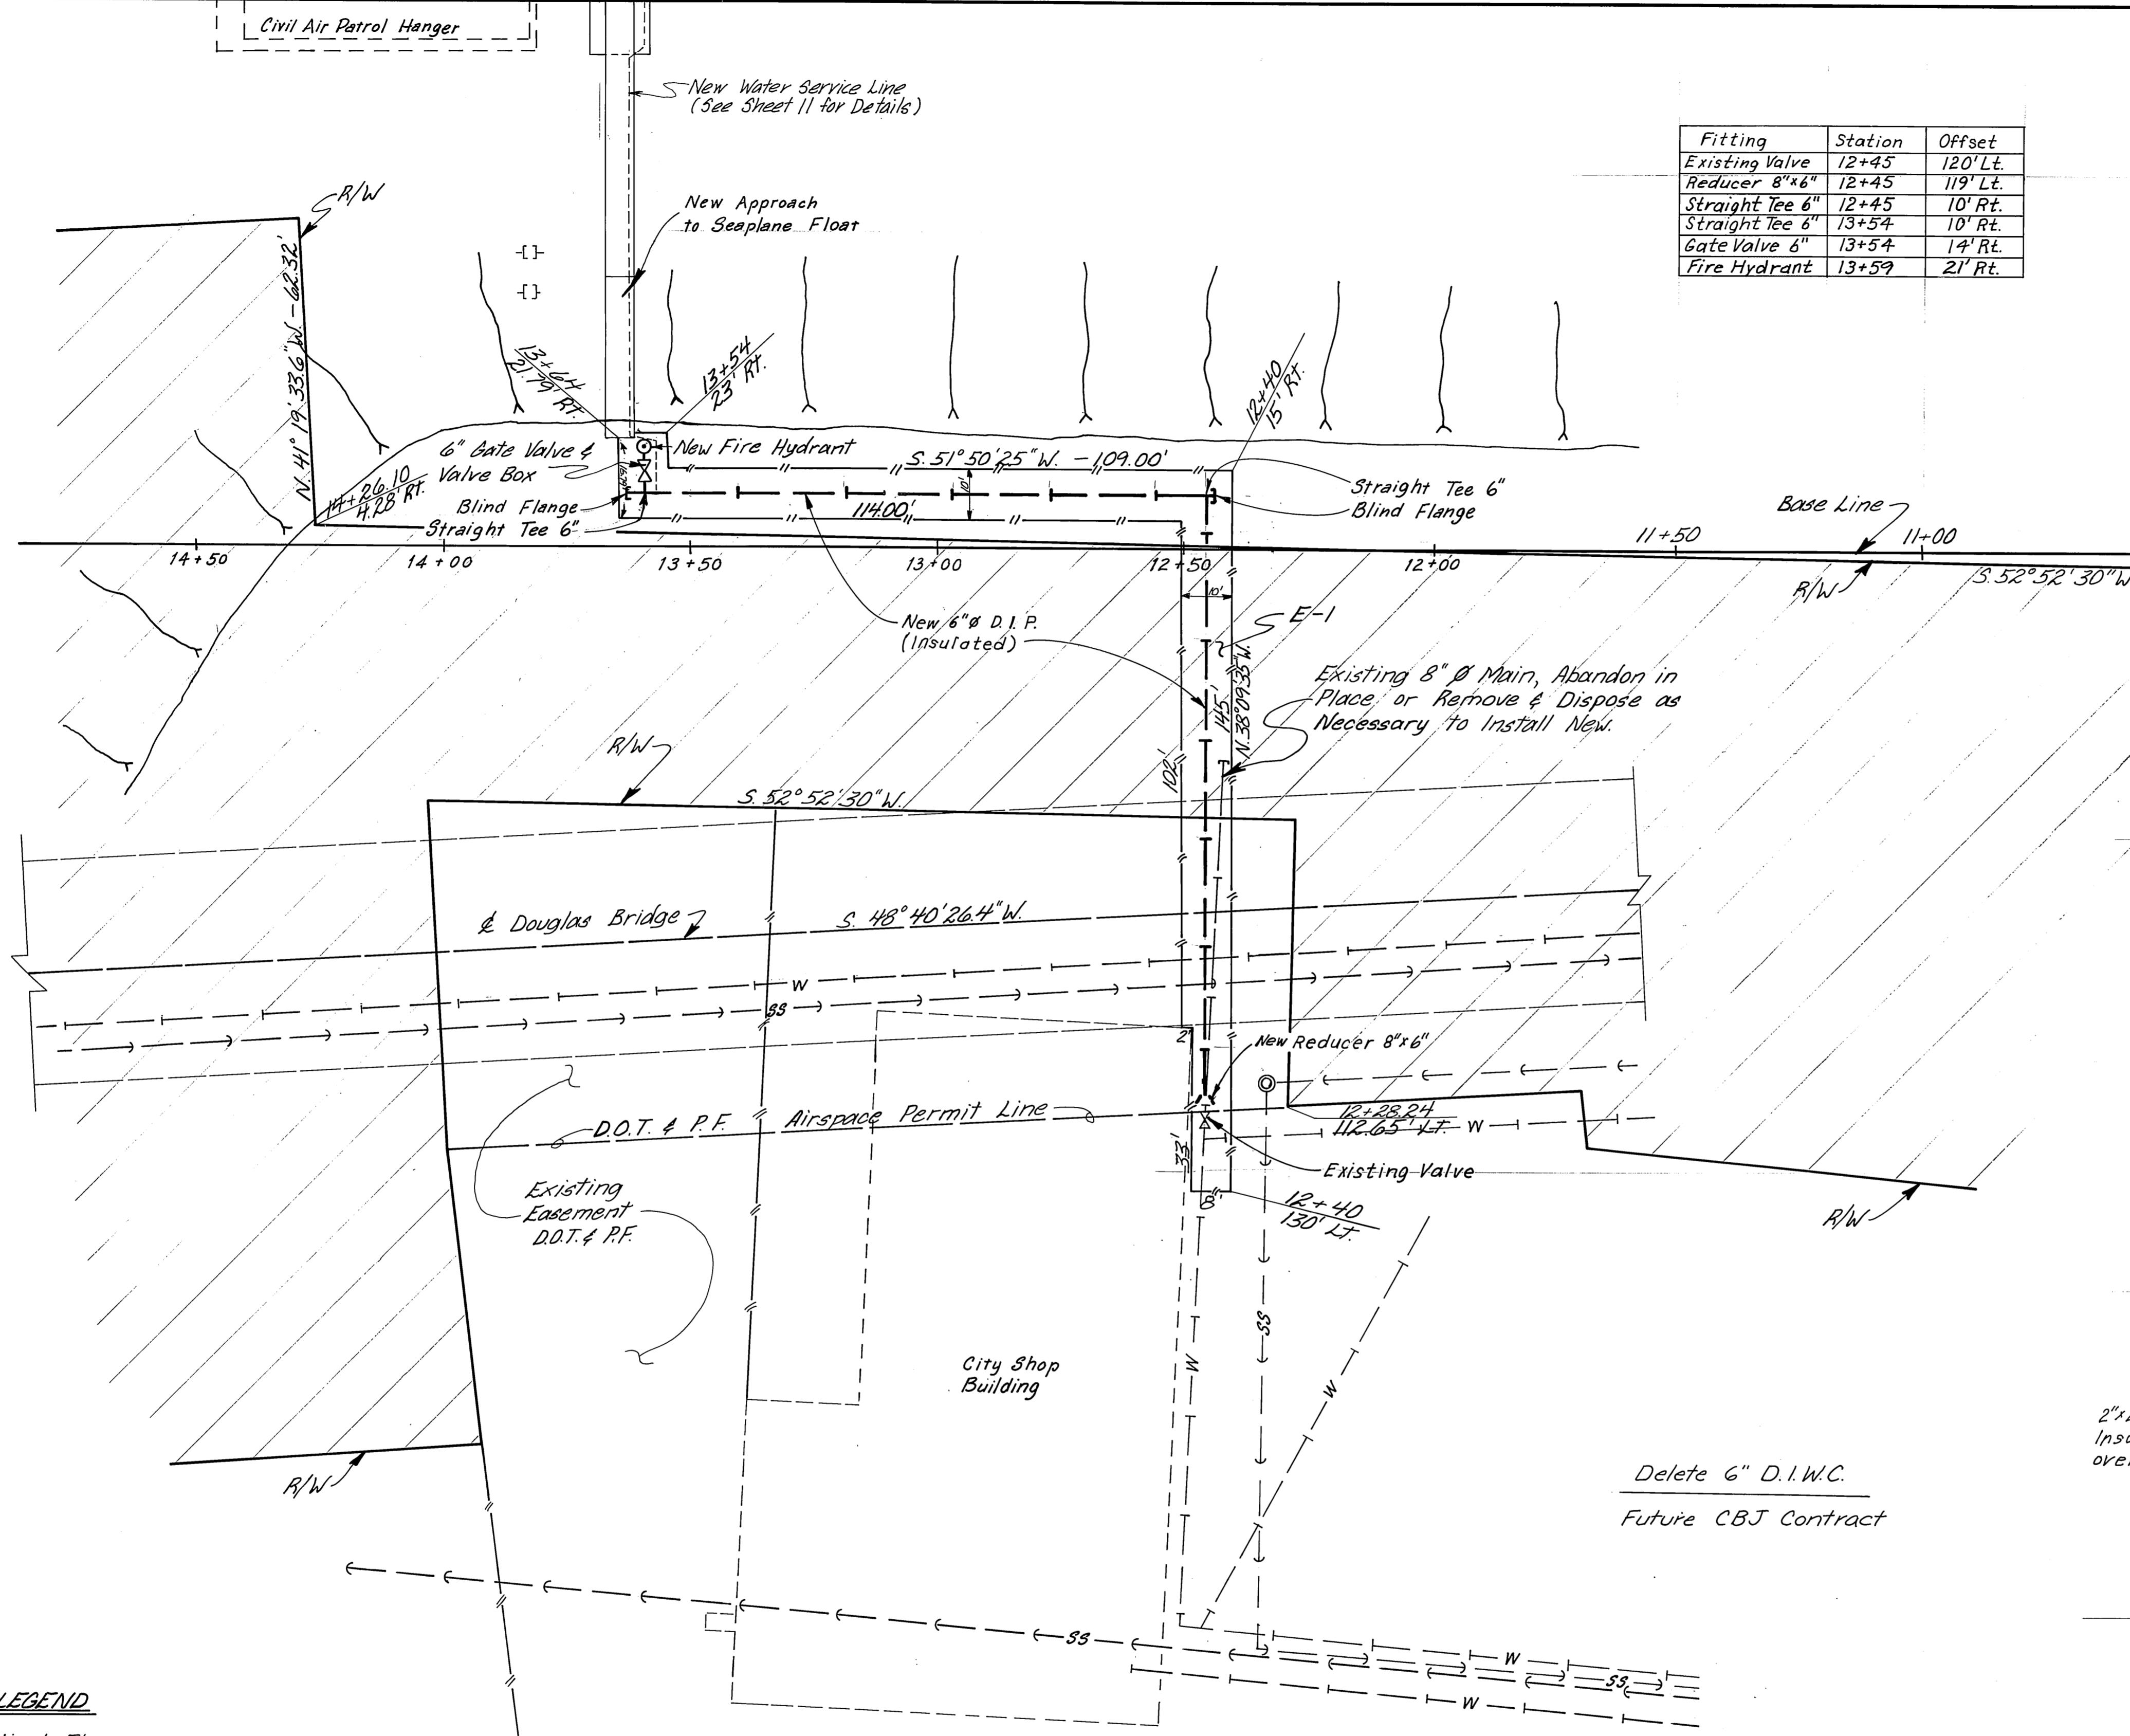 Civil Air Patrol Hanger
New Water Service Line
(See Sheet 11 for Details)
Fitting Station Offset
Existing Valve 12+45 120' Lt.
Reducer 8"x6" 12+45 119' Lt.
Straight Tee 6" 12+45 10' Rt.
Straight Tee 6" 13+54 10' Rt.
Gate Valve 6" 13+54 14' Rt.
Fire Hydrant 13+59 21' Rt.
R/W
New Approach
to Seaplane Float
N. 41° 19' 33.6" W. - 62.32'
13+64
21.79' Rt.
13+54
23' Rt.
12+40
15' Rt.
6" Gate Valve &
Valve Box
New Fire Hydrant
S. 51° 50' 25" W. - 109.00'
14+26.10
4.28' Rt.
Blind Flange
Straight Tee 6"
114.00'
10'
Straight Tee 6"
Blind Flange
Base Line
14+50
14+00
13+50
13+00
12+50
12+00
11+50
11+00
R/W
S. 52° 52' 30" W
10'
E-1
New 6" Ø D.I.P.
(Insulated)
145'
N. 38° 09' 35" W.
102'
Existing 8" Ø Main, Abandon in
Place or Remove & Dispose as
Necessary to Install New.
R/W
S. 52° 52' 30" W.
℄ Douglas Bridge
S. 48° 40' 26.4" W.
W
SS
2'
New Reducer 8"x6"
D.O.T. & P.F. Airspace Permit Line
12+28.24
112.65' Lt.
W
33'
Existing Valve
8'
12+40
130' Lt.
Existing
Easement
D.O.T. & P.F.
R/W
SS
W
W
City Shop
Building
R/W
Delete 6" D.I.W.C.
Future CBJ Contract
2"x
Insu
ove
SS
W
SS
W
LEGEND